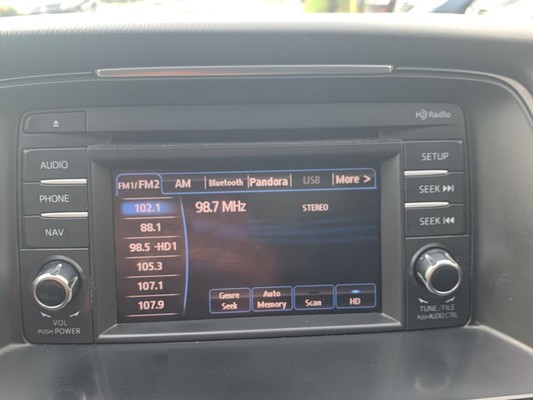 HD Radio
AUDIO
PHONE
NAV
FM1/FM2 AM Bluetooth Pandora USB More >
102.1
88.1
98.5 -HD1
105.3
107.1
107.9
98.7 MHz STEREO
Genre Seek
Auto Memory
Scan
HD
SETUP
SEEK
SEEK
VOL
PUSH POWER
TUNE/FILE
PUSH AUDIO CTRL